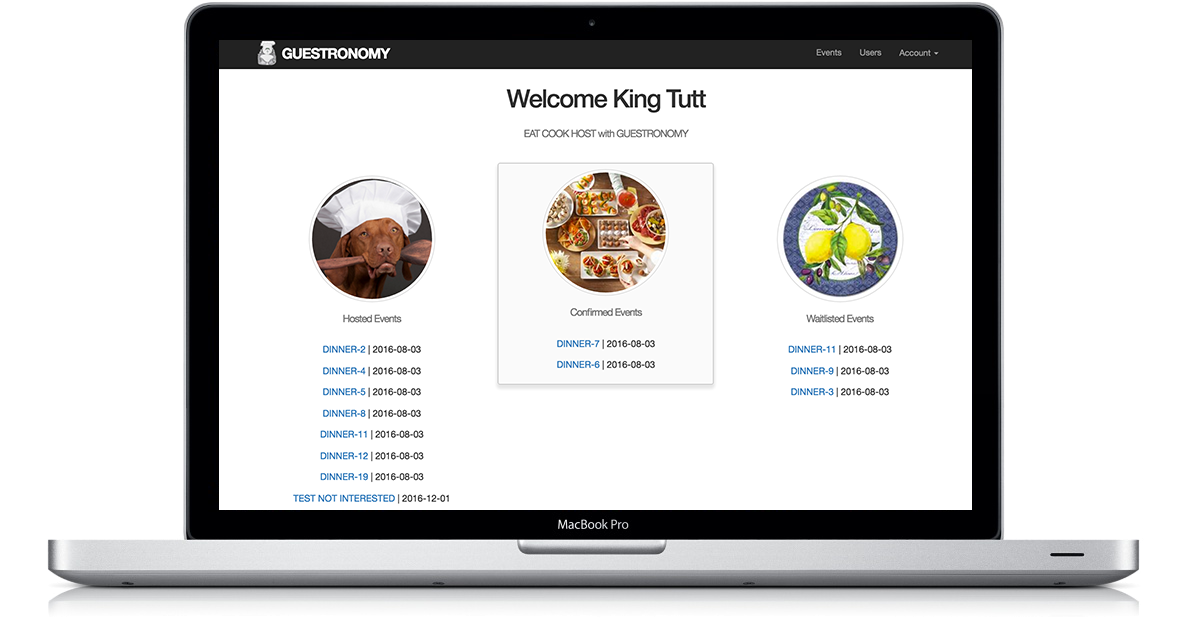 GUESTRONOMY
Events Users Account
Welcome King Tutt
EAT COOK HOST with GUESTRONOMY
Hosted Events
DINNER-2 | 2016-08-03
DINNER-4 | 2016-08-03
DINNER-5 | 2016-08-03
DINNER-8 | 2016-08-03
DINNER-11 | 2016-08-03
DINNER-12 | 2016-08-03
DINNER-19 | 2016-08-03
TEST NOT INTERESTED | 2016-12-01
Confirmed Events
DINNER-7 | 2016-08-03
DINNER-6 | 2016-08-03
Waitlisted Events
DINNER-11 | 2016-08-03
DINNER-9 | 2016-08-03
DINNER-3 | 2016-08-03
MacBook Pro